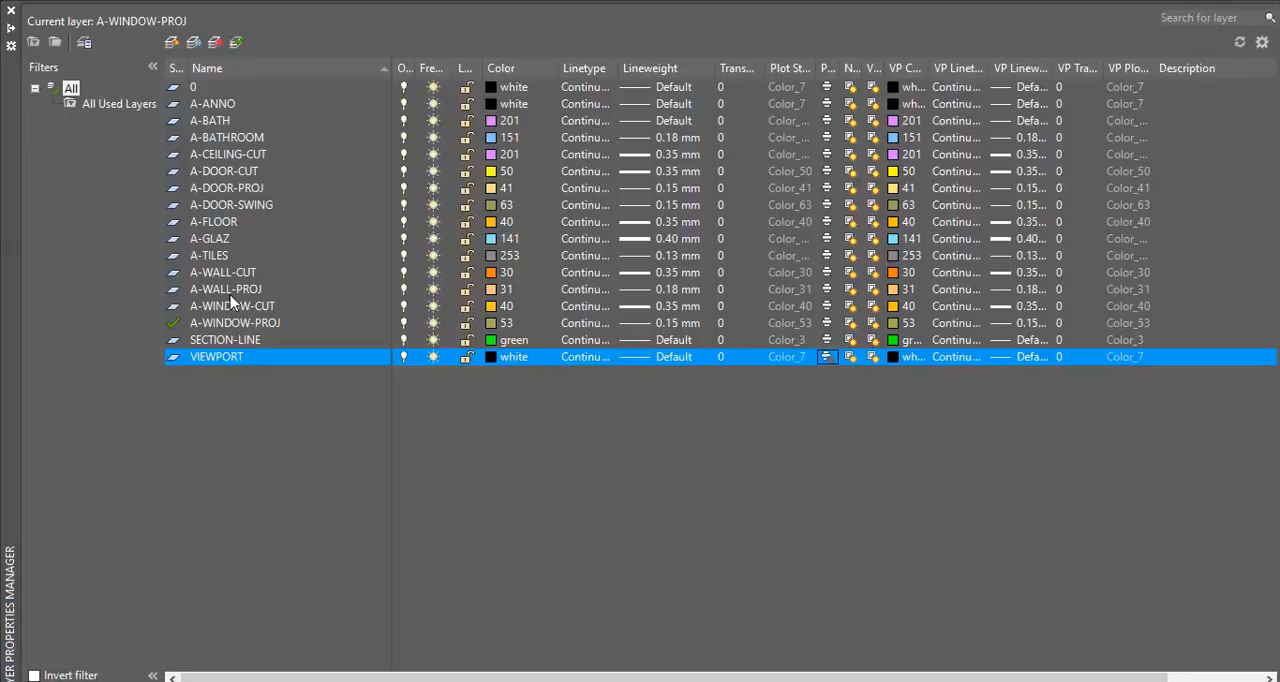 Current layer: A-WINDOW-PROJ
Search for layer
Filters
All
All Used Layers
S... Name O... Fre... L... Color Linetype Lineweight Trans... Plot St... P... N... V... VP C... VP Linet... VP Linew... VP Tra... VP Plo... Description
0 white Continu... Default 0 Color_7 wh... Continu... Defa... 0 Color_7
A-ANNO white Continu... Default 0 Color_7 wh... Continu... Defa... 0 Color_7
A-BATH 201 Continu... Default 0 Color_... 201 Continu... Defa... 0 Color_...
A-BATHROOM 151 Continu... 0.18 mm 0 Color_... 151 Continu... 0.18... 0 Color_...
A-CEILING-CUT 201 Continu... 0.35 mm 0 Color_... 201 Continu... 0.35... 0 Color_...
A-DOOR-CUT 50 Continu... 0.35 mm 0 Color_50 50 Continu... 0.35... 0 Color_50
A-DOOR-PROJ 41 Continu... 0.15 mm 0 Color_41 41 Continu... 0.15... 0 Color_41
A-DOOR-SWING 63 Continu... 0.15 mm 0 Color_63 63 Continu... 0.15... 0 Color_63
A-FLOOR 40 Continu... 0.35 mm 0 Color_40 40 Continu... 0.35... 0 Color_40
A-GLAZ 141 Continu... 0.40 mm 0 Color_... 141 Continu... 0.40... 0 Color_...
A-TILES 253 Continu... 0.13 mm 0 Color_... 253 Continu... 0.13... 0 Color_...
A-WALL-CUT 30 Continu... 0.35 mm 0 Color_30 30 Continu... 0.35... 0 Color_30
A-WALL-PROJ 31 Continu... 0.18 mm 0 Color_31 31 Continu... 0.18... 0 Color_31
A-WINDOW-CUT 40 Continu... 0.35 mm 0 Color_40 40 Continu... 0.35... 0 Color_40
A-WINDOW-PROJ 53 Continu... 0.15 mm 0 Color_53 53 Continu... 0.15... 0 Color_53
SECTION-LINE green Continu... Default 0 Color_3 gr... Continu... Defa... 0 Color_3
VIEWPORT white Continu... Default 0 Color_7 wh... Continu... Defa... 0 Color_7
Invert filter
YER PROPERTIES MANAGER